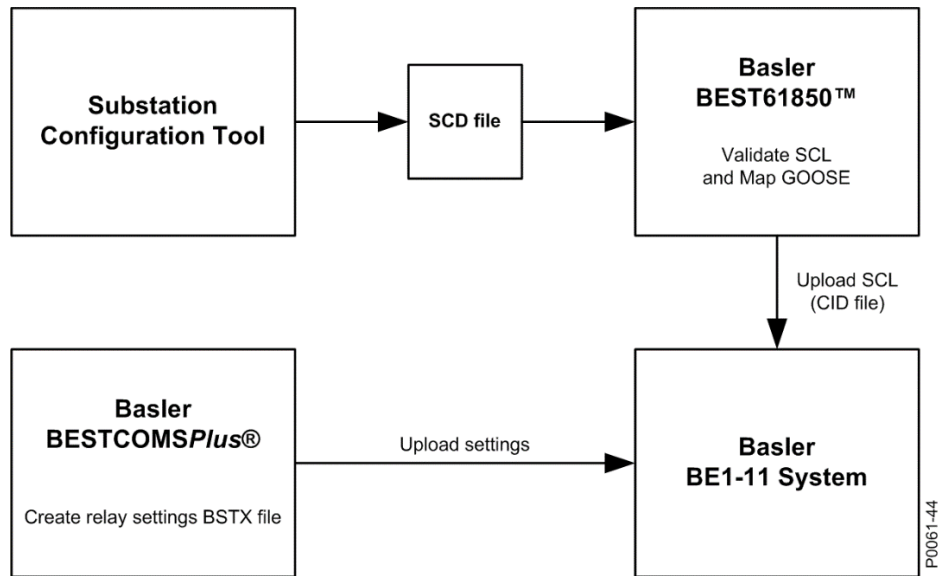 Substation
Configuration Tool
SCD file
Basler
BEST61850™
Validate SCL
and Map GOOSE
Upload SCL
(CID file)
Basler
BESTCOMSPlus®
Create relay settings BSTX file
Upload settings
Basler
BE1-11 System
P0061-44